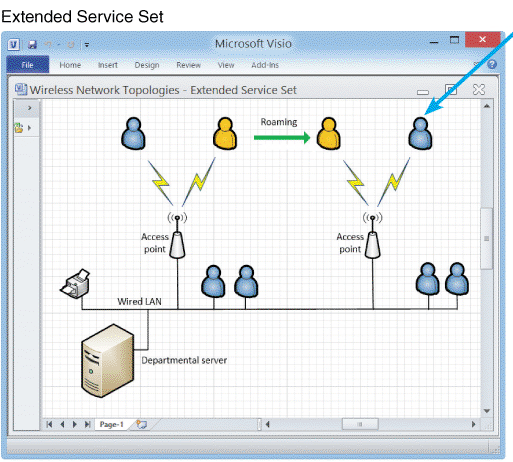 Extended Service Set
Microsoft Visio
File Home Insert Design Review View Add-Ins
Wireless Network Topologies - Extended Service Set
Roaming
Access point
Access point
Wired LAN
Departmental server
Page-1